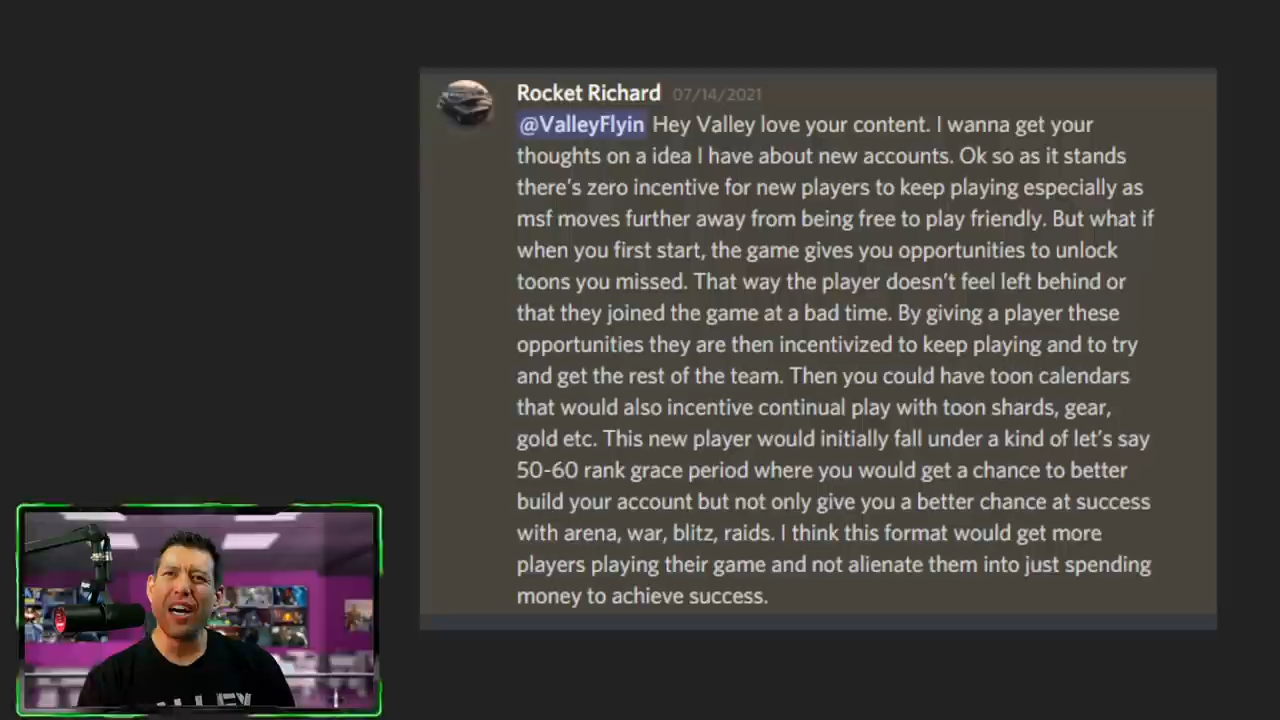 Rocket Richard 07/14/2021
@ValleyFlyin Hey Valley love your content. I wanna get your
thoughts on a idea I have about new accounts. Ok so as it stands
there's zero incentive for new players to keep playing especially as
msf moves further away from being free to play friendly. But what if
when you first start, the game gives you opportunities to unlock
toons you missed. That way the player doesn't feel left behind or
that they joined the game at a bad time. By giving a player these
opportunities they are then incentivized to keep playing and to try
and get the rest of the team. Then you could have toon calendars
that would also incentive continual play with toon shards, gear,
gold etc. This new player would initially fall under a kind of let's say
50-60 rank grace period where you would get a chance to better
build your account but not only give you a better chance at success
with arena, war, blitz, raids. I think this format would get more
players playing their game and not alienate them into just spending
money to achieve success.